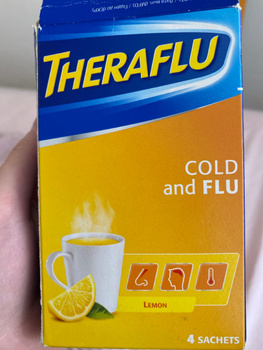 THERAFLU
COLD
and FLU
LEMON
4 SACHETS